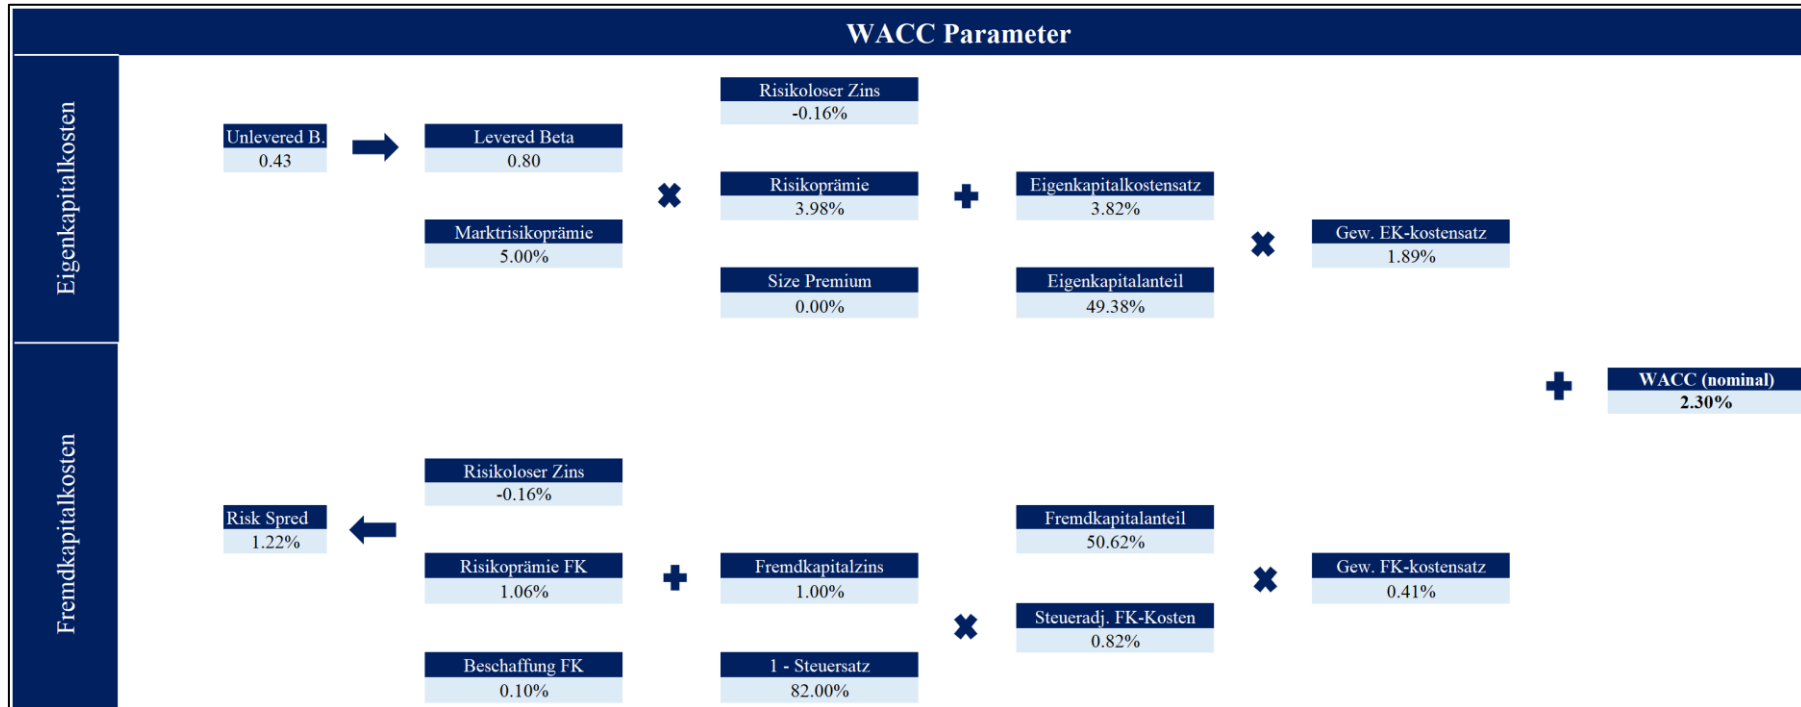 WACC Parameter
Eigenkapitalkosten
Risikoloser Zins
-0.16%
Unlevered B.
0.43
Levered Beta
0.80
Risikoprämie
3.98%
Eigenkapitalkostensatz
3.82%
Marktrisikoprämie
5.00%
Gew. EK-kostensatz
1.89%
Size Premium
0.00%
Eigenkapitalanteil
49.38%
WACC (nominal)
2.30%
Fremdkapitalkosten
Risikoloser Zins
-0.16%
Risk Spred
1.22%
Fremdkapitalanteil
50.62%
Risikoprämie FK
1.06%
Fremdkapitalzins
1.00%
Gew. FK-kostensatz
0.41%
Steueradj. FK-Kosten
0.82%
Beschaffung FK
0.10%
1 - Steuersatz
82.00%